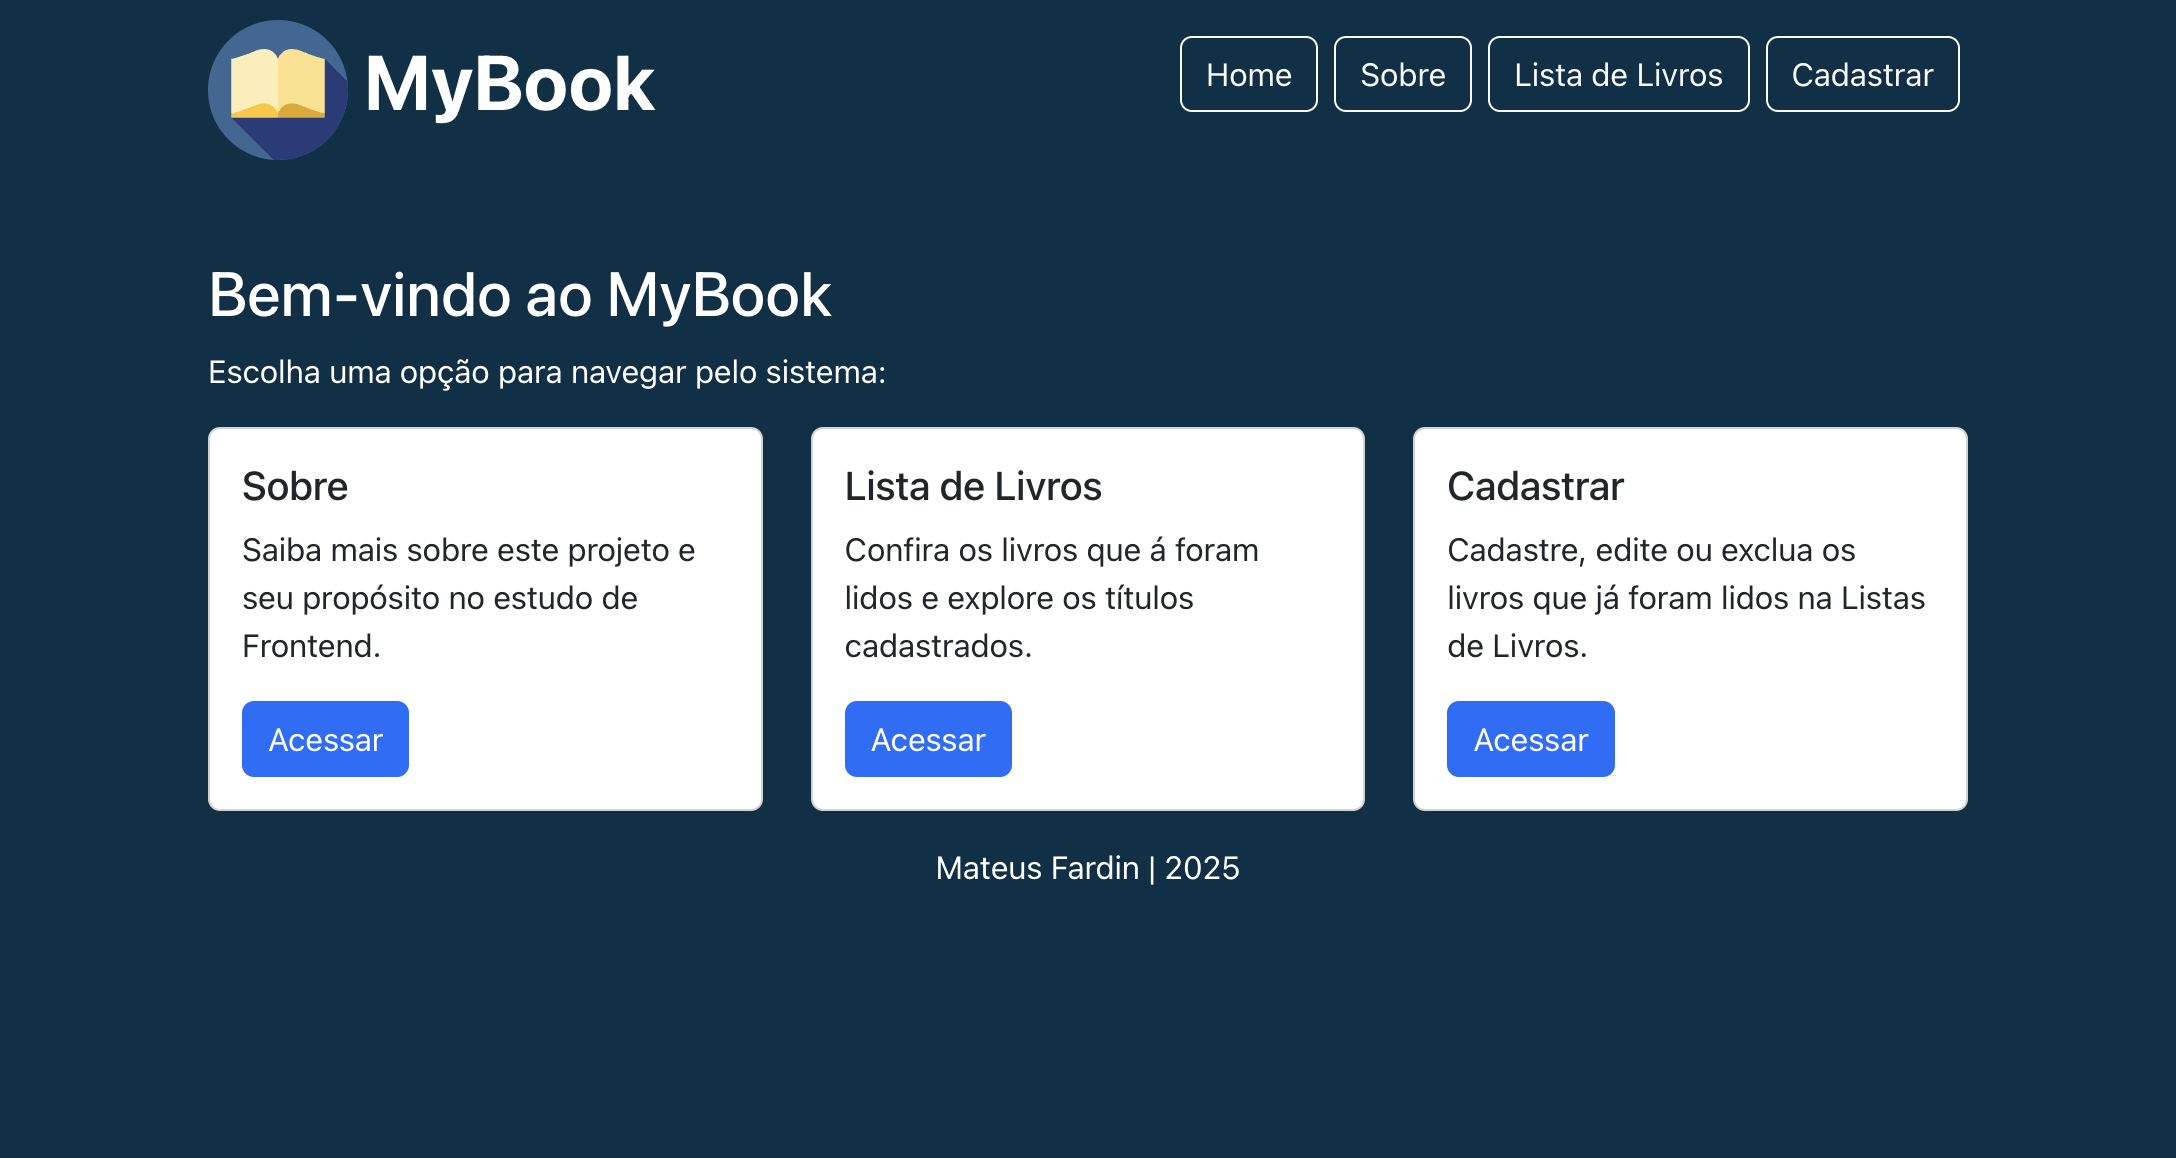 MyBook
Home
Sobre
Lista de Livros
Cadastrar
Bem-vindo ao MyBook
Escolha uma opção para navegar pelo sistema:
Sobre
Saiba mais sobre este projeto e
seu propósito no estudo de
Frontend.
Acessar
Lista de Livros
Confira os livros que á foram
lidos e explore os títulos
cadastrados.
Acessar
Cadastrar
Cadastre, edite ou exclua os
livros que já foram lidos na Listas
de Livros.
Acessar
Mateus Fardin | 2025